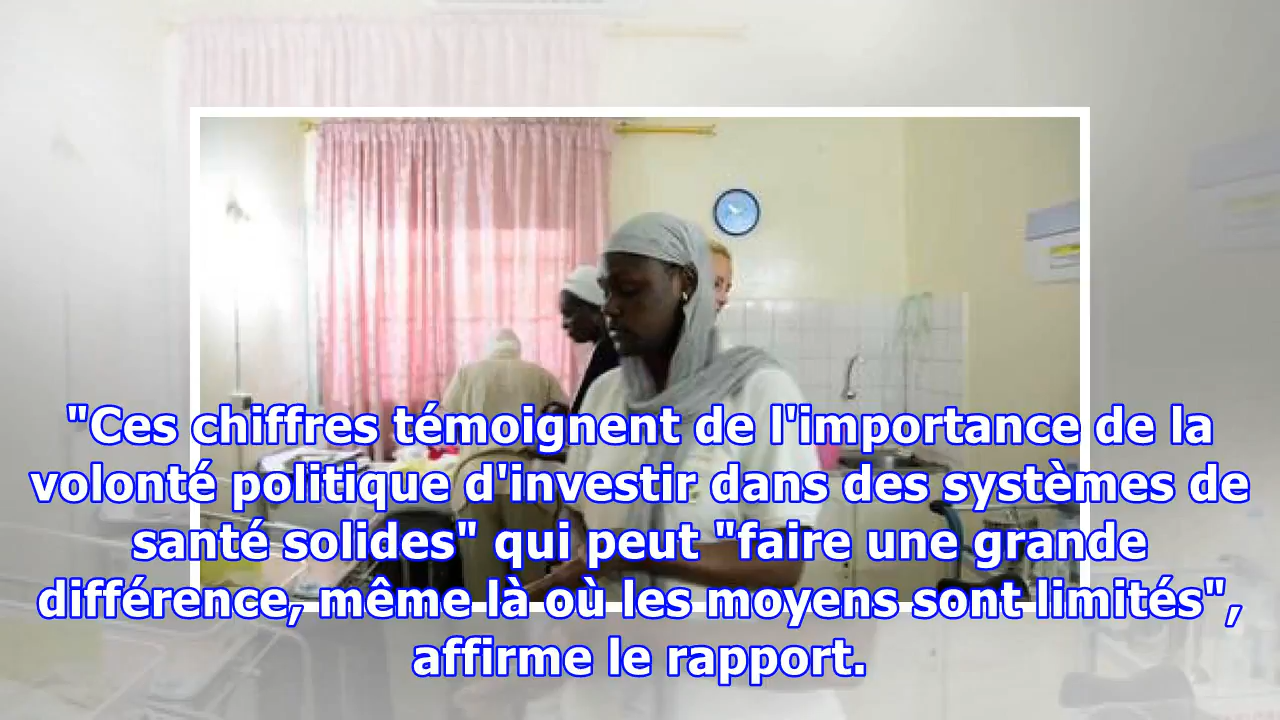 "Ces chiffres témoignent de l'importance de la
volonté politique d'investir dans des systèmes de
santé solides" qui peut "faire une grande
différence, même là où les moyens sont limités",
affirme le rapport.